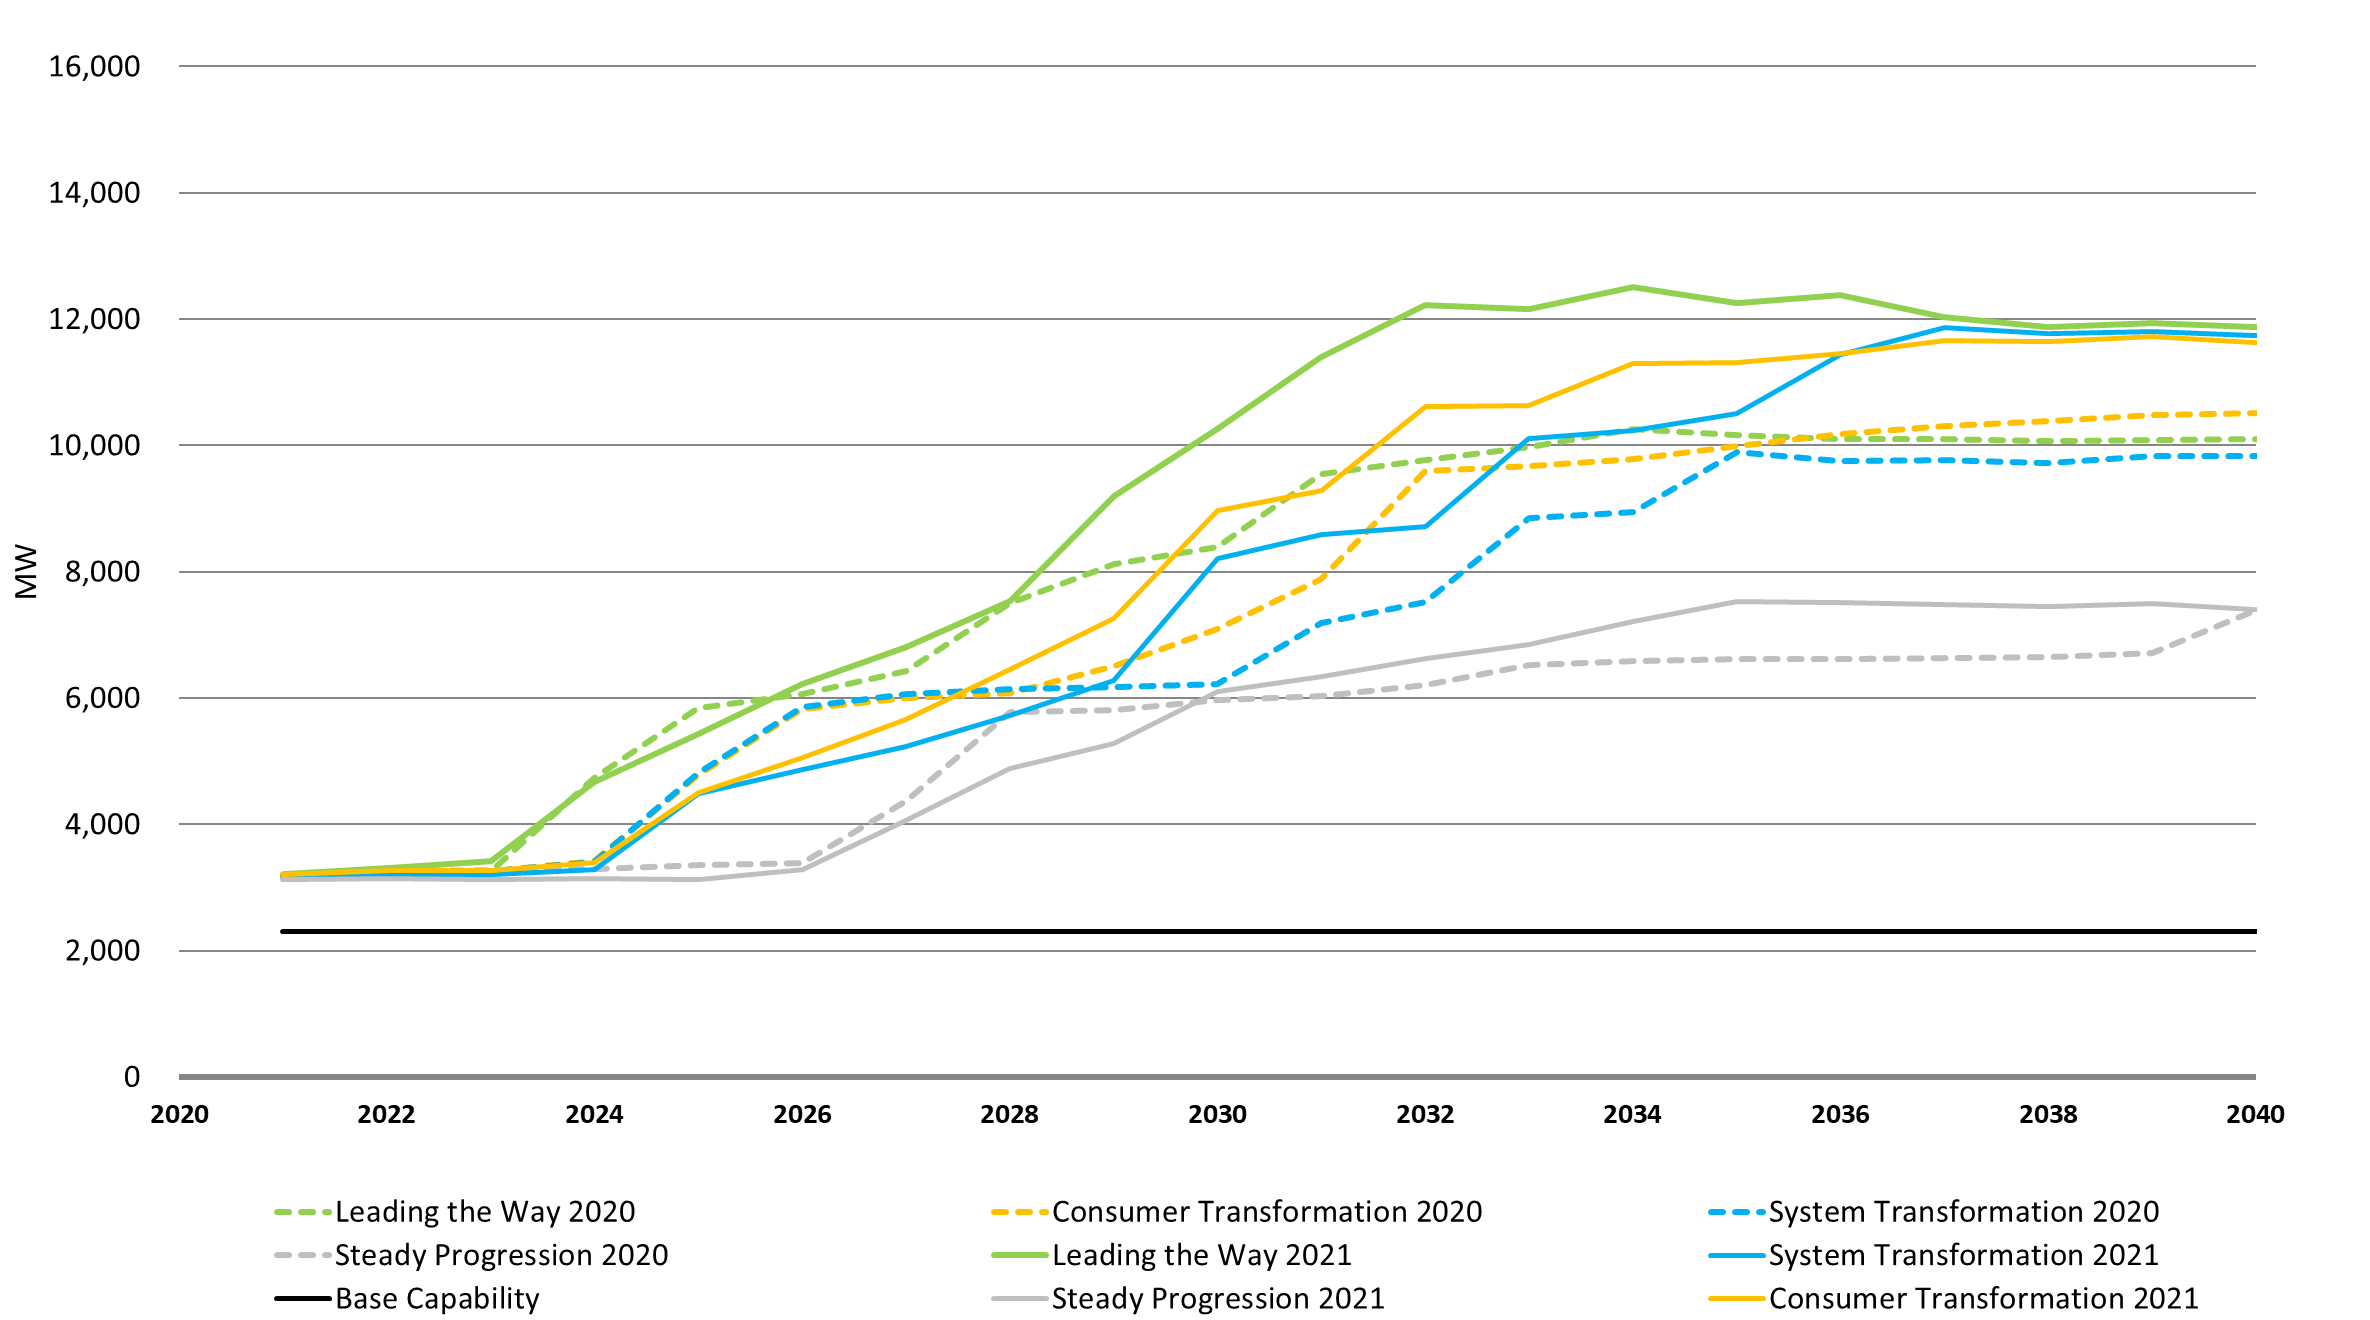 16,000
14,000
12,000
10,000
8,000
6,000
4,000
2,000
0
MW
2020 2022 2024 2026 2028 2030 2032 2034 2036 2038 2040
Leading the Way 2020 Consumer Transformation 2020 System Transformation 2020
Steady Progression 2020 Leading the Way 2021 System Transformation 2021
Base Capability Steady Progression 2021 Consumer Transformation 2021